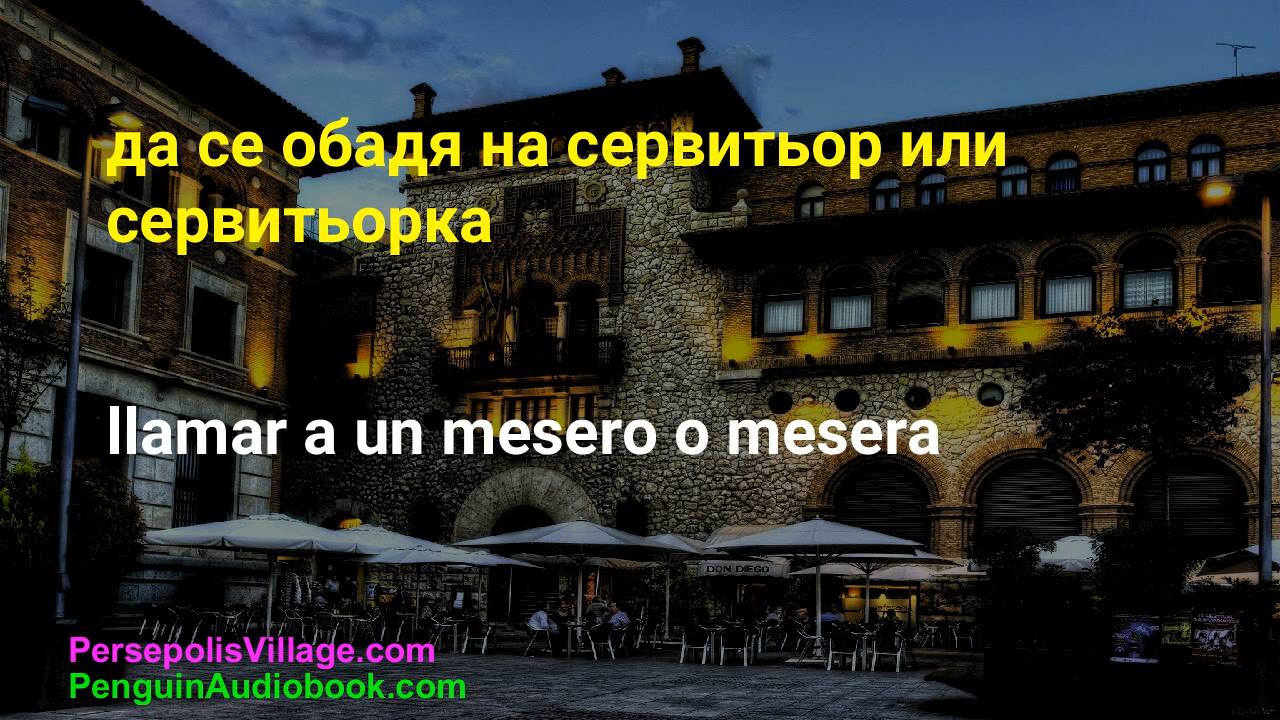 да се обадя на сервитьор или
сервитьорка
llamar a un mesero o mesera
DON DIEGO
PersepolisVillage.com
PenguinAudiobook.com